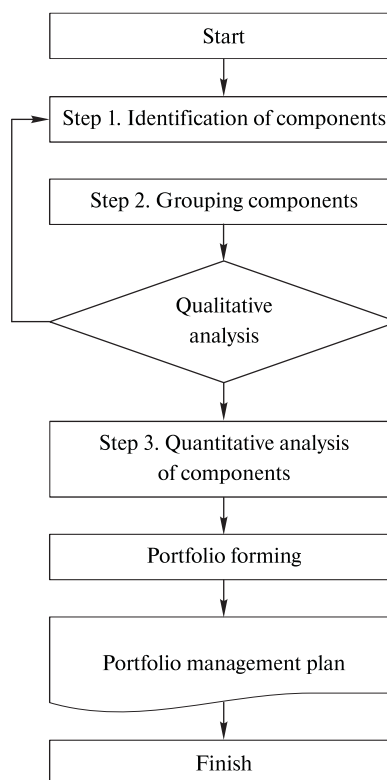 Start
Step 1. Identification of components
Step 2. Grouping components
Qualitative
analysis
Step 3. Quantitative analysis
of components
Portfolio forming
Portfolio management plan
Finish